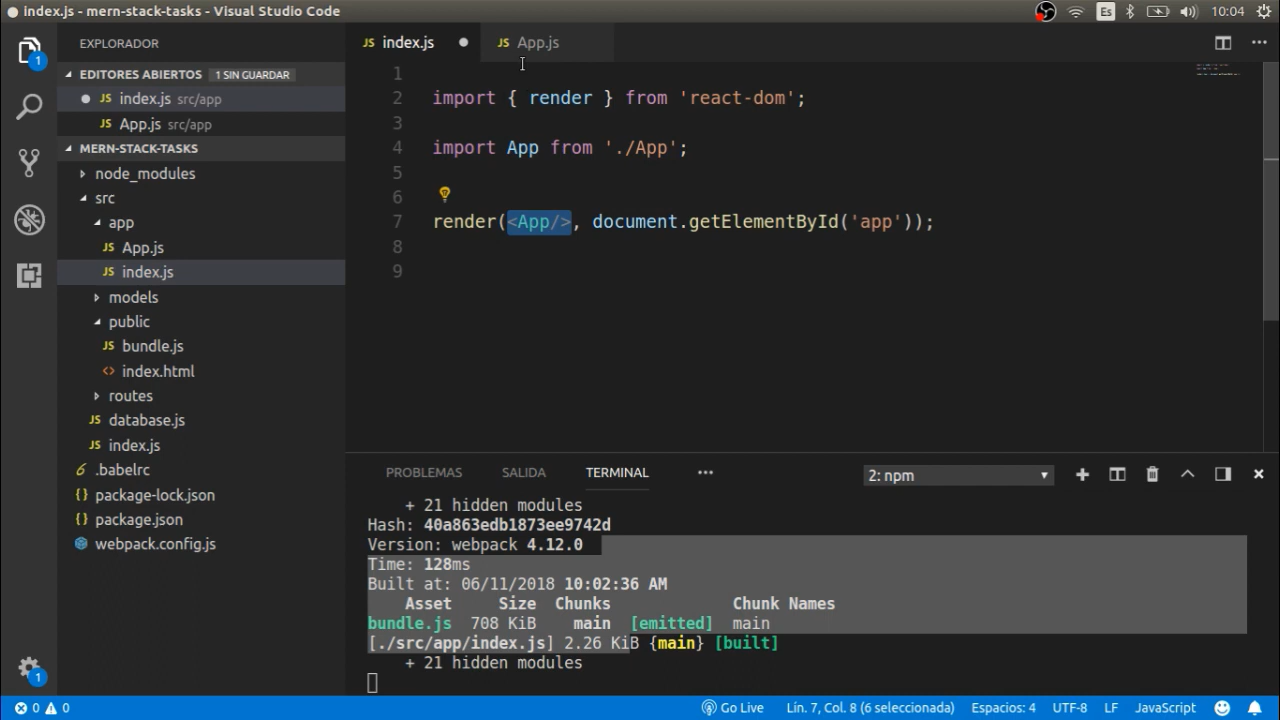 index.js - mern-stack-tasks - Visual Studio Code
Es
10:04
EXPLORADOR
EDITORES ABIERTOS 1 SIN GUARDAR
JS index.js src/app
JS App.js src/app
MERN-STACK-TASKS
node_modules
src
app
JS App.js
JS index.js
models
public
JS bundle.js
<> index.html
routes
JS database.js
JS index.js
6 .babelrc
{} package-lock.json
{} package.json
webpack.config.js
1
1
JS index.js
JS App.js
1
2 import { render } from 'react-dom';
3
4 import App from './App';
5
6
7 render(<App/>, document.getElementById('app'));
8
9
PROBLEMAS SALIDA TERMINAL
2: npm
+ 21 hidden modules
Hash: 40a863edb1873ee9742d
Version: webpack 4.12.0
Time: 128ms
Built at: 06/11/2018 10:02:36 AM
Asset Size Chunks Chunk Names
bundle.js 708 KiB main [emitted] main
[./src/app/index.js] 2.26 KiB {main} [built]
+ 21 hidden modules
0 0
Go Live
Lín. 7, Col. 8 (6 seleccionada)
Espacios: 4
UTF-8
LF
JavaScript